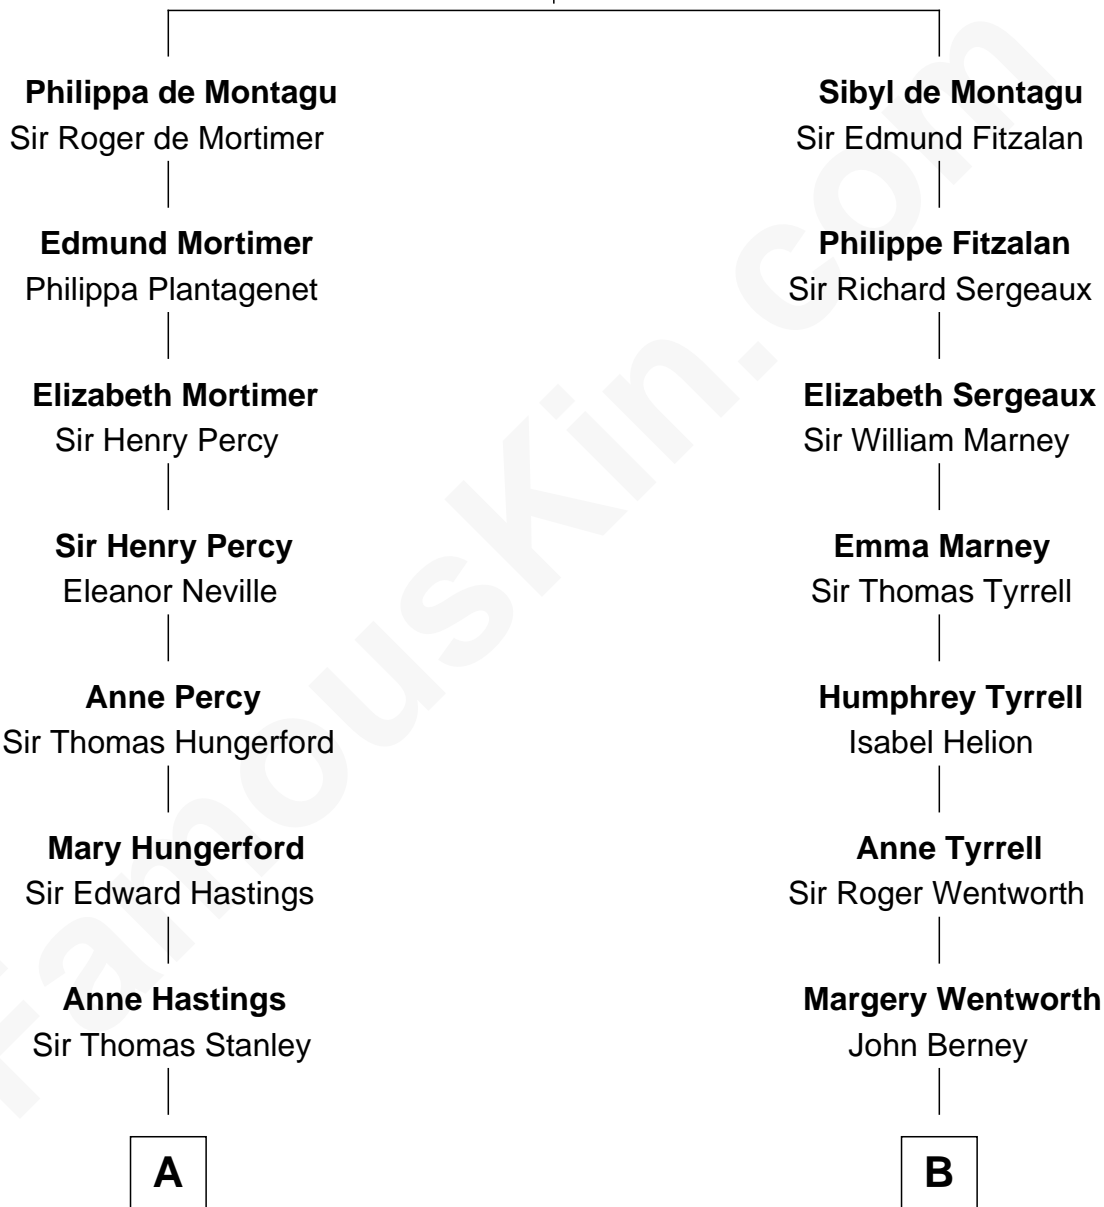 Philippa de Montagu
Sir Roger de Mortimer
Edmund Mortimer
Philippa Plantagenet
Elizabeth Mortimer
Sir Henry Percy
Sir Henry Percy
Eleanor Neville
Anne Percy
Sir Thomas Hungerford
Mary Hungerford
Sir Edward Hastings
Anne Hastings
Sir Thomas Stanley
A
Sibyl de Montagu
Sir Edmund Fitzalan
Philippe Fitzalan
Sir Richard Sergeaux
Elizabeth Sergeaux
Sir William Marney
Emma Marney
Sir Thomas Tyrrell
Humphrey Tyrrell
Isabel Helion
Anne Tyrrell
Sir Roger Wentworth
Margery Wentworth
John Berney
B
FamousKin.com